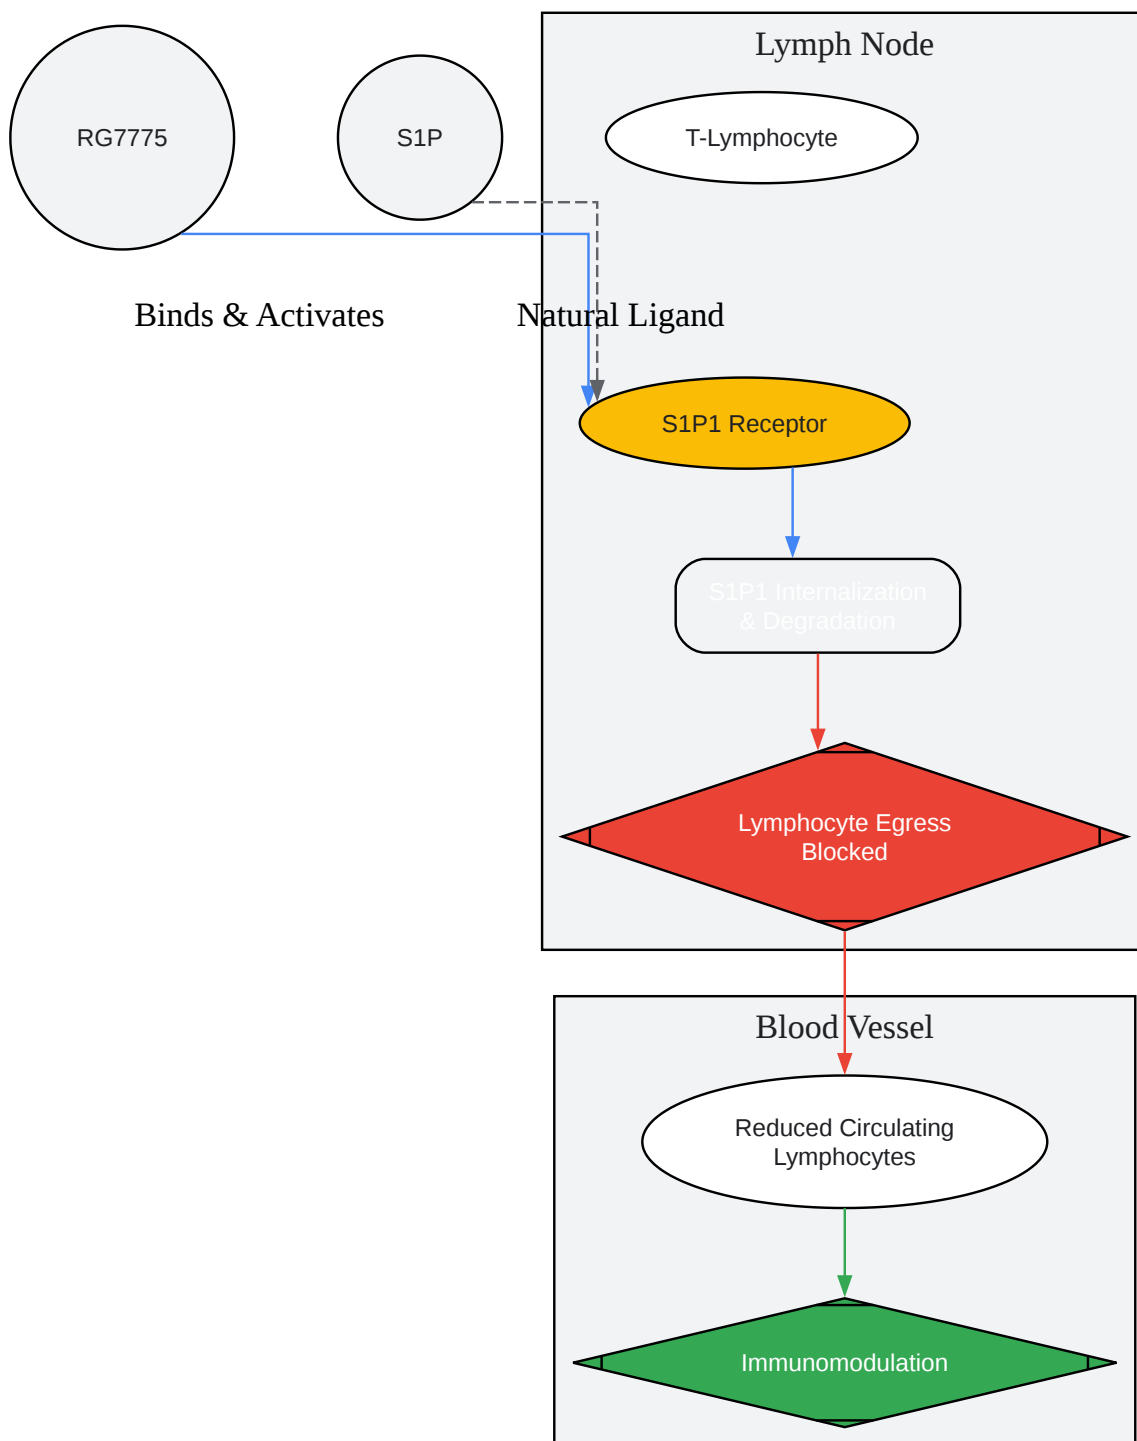 Lymph Node
RG7775
S1P
T-Lymphocyte
Binds & Activates
Natural Ligand
S1P1 Receptor
S1P1 Internalization
& Degradation
Lymphocyte Egress
Blocked
Blood Vessel
Reduced Circulating
Lymphocytes
Immunomodulation